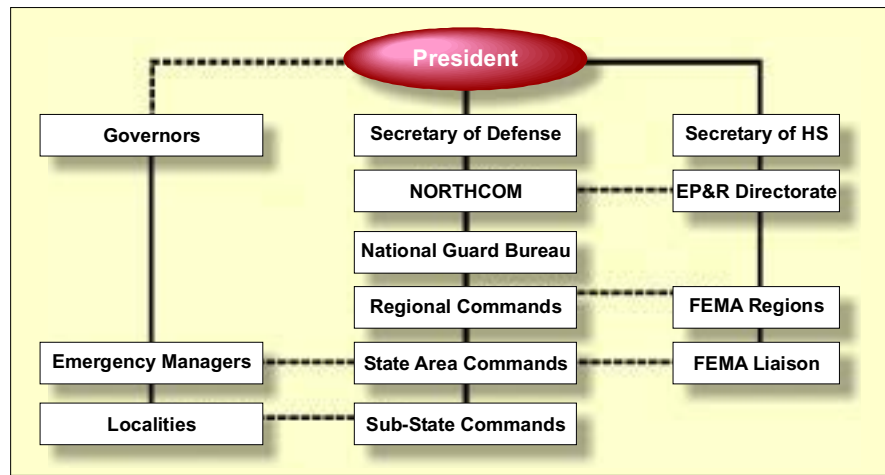 President
Governors
Secretary of Defense
Secretary of HS
NORTHCOM
EP&R Directorate
National Guard Bureau
Regional Commands
FEMA Regions
Emergency Managers
State Area Commands
FEMA Liaison
Localities
Sub-State Commands